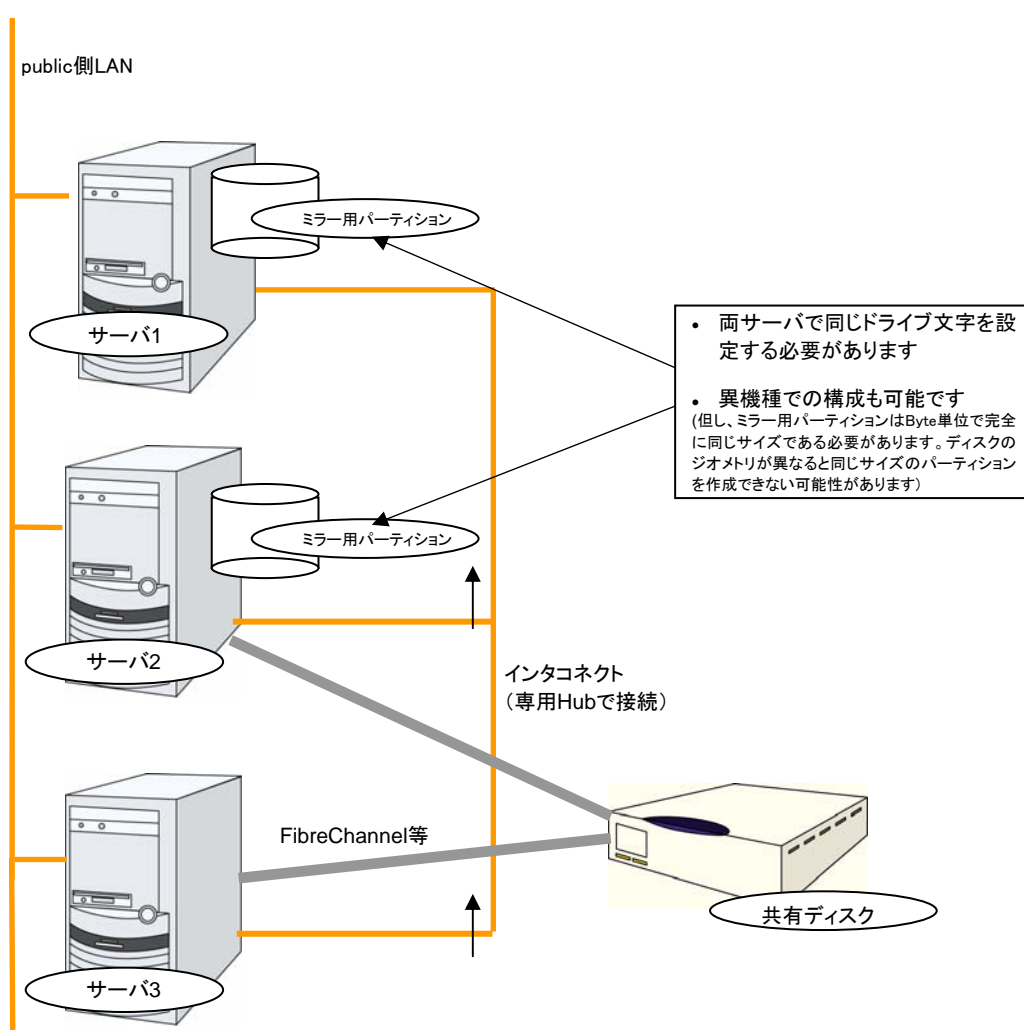 public側LAN
ミラー用パーティション
サーバ1
• 両サーバで同じドライブ文字を設
定する必要があります
• 異機種での構成も可能です
(但し、ミラー用パーティションはByte単位で完全
に同じサイズである必要があります。ディスクの
ジオメトリが異なると同じサイズのパーティション
を作成できない可能性があります)
ミラー用パーティション
サーバ2
インタコネクト
(専用Hubで接続)
FibreChannel等
共有ディスク
サーバ3